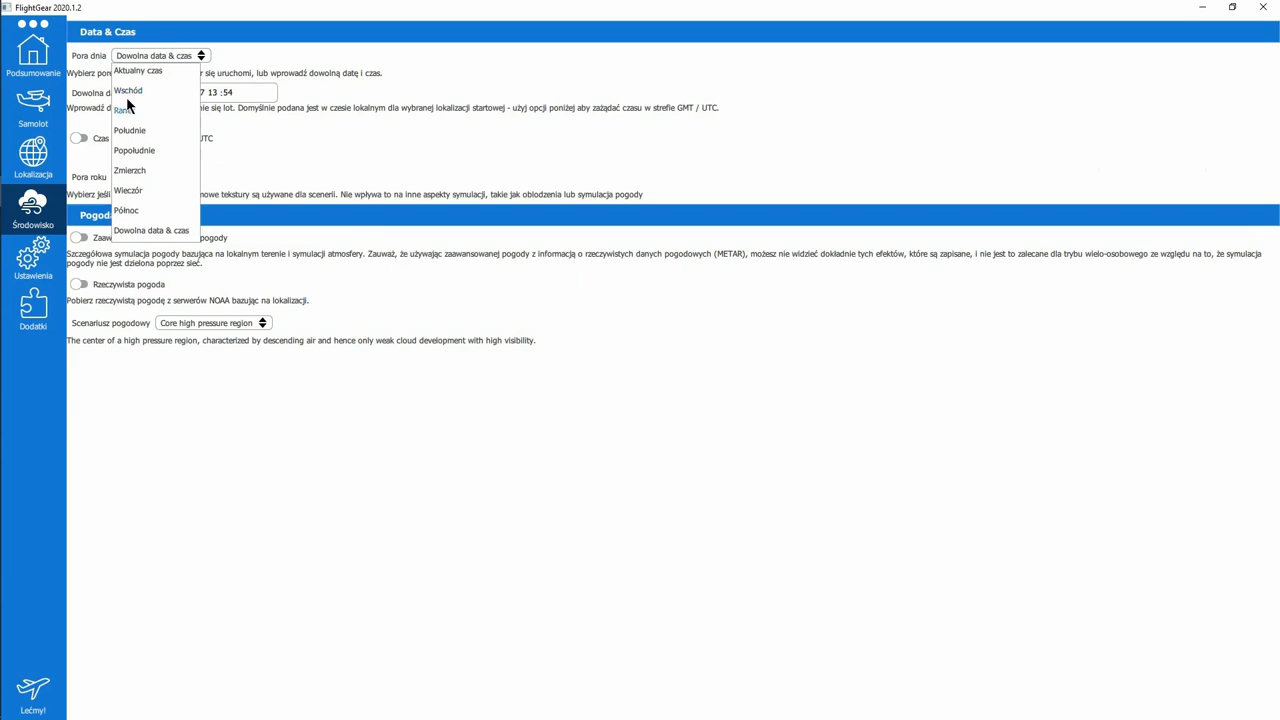 FlightGear 2020.1.2
Podsumowanie
Samolot
Lokalizacja
Środowisko
Ustawienia
Dodatki
Lećmy!
Data & Czas
Pora dnia Dowolna data & czas
Aktualny czas
Wschód
Południe
Popołudnie
Zmierzch
Wieczór
Północ
Dowolna data & czas
Wybierz się uruchomi, lub wprowadź dowolną datę i czas.
Dowolna 13 :54
Wprowadź się lot. Domyślnie podana jest w czasie lokalnym dla wybranej lokalizacji startowej - użyj opcji poniżej aby zażądać czasu w strefie GMT / UTC.
Czas UTC
Pora roku
Wybierz tekstury są używane dla scenerii. Nie wpływa to na inne aspekty symulacji, takie jak oblodzenia lub symulacja pogody
Pogoda
pogody
Szczegółowa symulacja pogody bazująca na lokalnym terenie i symulacji atmosfery. Zauważ, że używając zaawansowanej pogody z informacją o rzeczywistych danych pogodowych (METAR), możesz nie widzieć dokładnie tych efektów, które są zapisane, i nie jest to zalecane dla trybu wielo-osobowego ze względu na to, że symulacja
pogody nie jest dzielona poprzez sieć.
Rzeczywista pogoda
Pobierz rzeczywistą pogodę z serwerów NOAA bazując na lokalizacji.
Scenariusz pogodowy Core high pressure region
The center of a high pressure region, characterized by descending air and hence only weak cloud development with high visibility.